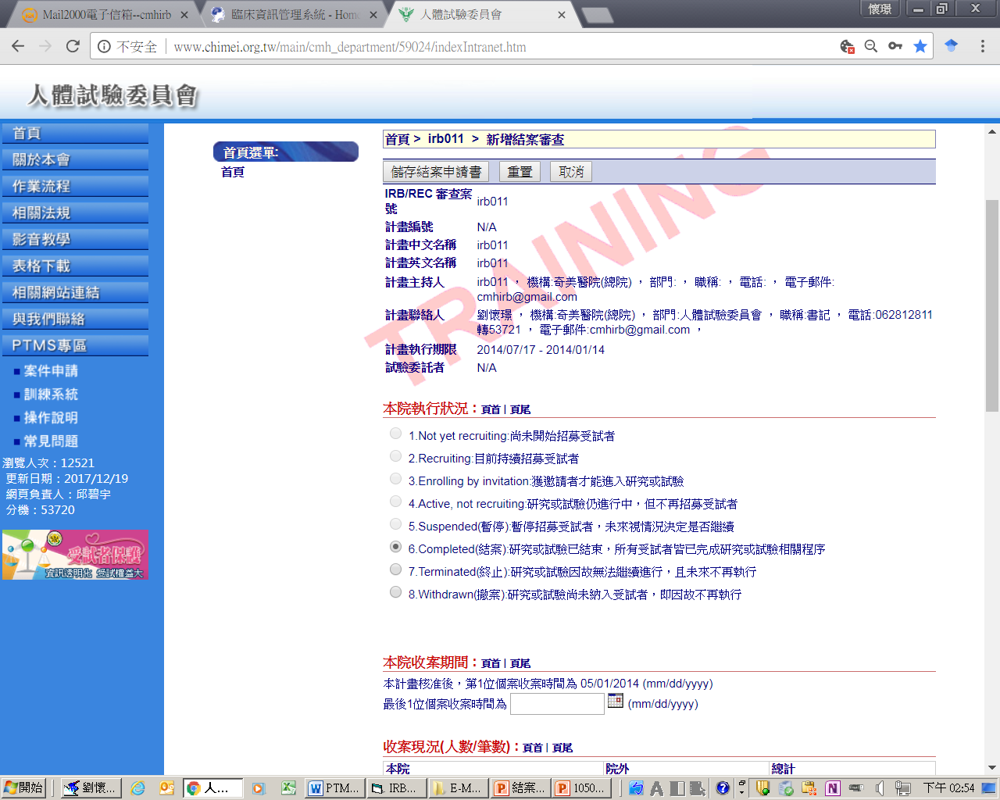 Mail2000電子信箱--cmhirb
臨床資訊管理系統 - Hom
人體試驗委員會
懷璟
不安全
www.chimei.org.tw/main/cmh_department/59024/indexIntranet.htm
人體試驗委員會
首頁
關於本會
作業流程
相關法規
影音教學
表格下載
相關網站連結
與我們聯絡
PTMS專區
案件申請
訓練系統
操作說明
常見問題
瀏覽人次：12521
更新日期：2017/12/19
網頁負責人：邱碧宇
分機：53720
受試者保護
資訊透明化 受試權益大
首頁選單:
首頁
首頁 > irb011 > 新增結案審查
儲存結案申請書 重置 取消
TRAINING
IRB/REC 審查案號 irb011
計畫編號 N/A
計畫中文名稱 irb011
計畫英文名稱 irb011
計畫主持人 irb011 ， 機構:奇美醫院(總院) ， 部門: ， 職稱: ， 電話: ， 電子郵件:
cmhirb@gmail.com
計畫聯絡人 劉懷璟 ， 機構:奇美醫院(總院) ， 部門:人體試驗委員會 ， 職稱:書記 ， 電話:062812811
轉53721 ， 電子郵件:cmhirb@gmail.com ，
計畫執行期限 2014/07/17 - 2014/01/14
試驗委託者 N/A
本院執行狀況：頁首 | 頁尾
1.Not yet recruiting:尚未開始招募受試者
2.Recruiting:目前持續招募受試者
3.Enrolling by invitation:獲邀請者才能進入研究或試驗
4.Active, not recruiting:研究或試驗仍進行中，但不再招募受試者
5.Suspended(暫停):暫停招募受試者，未來視情況決定是否繼續
6.Completed(結案):研究或試驗已結束，所有受試者皆已完成研究或試驗相關程序
7.Terminated(終止):研究或試驗因故無法繼續進行，且未來不再執行
8.Withdrawn(撤案):研究或試驗尚未納入受試者，即因故不再執行
本院收案期間：頁首 | 頁尾
本計畫核准後，第1位個案收案時間為 05/01/2014 (mm/dd/yyyy)
最後1位個案收案時間為 (mm/dd/yyyy)
收案現況(人數/筆數)：頁首 | 頁尾
本院 院外 總計
開始 劉懷... 人... PTM... IRB... E-M... 結案... 1050... 下午 02:54